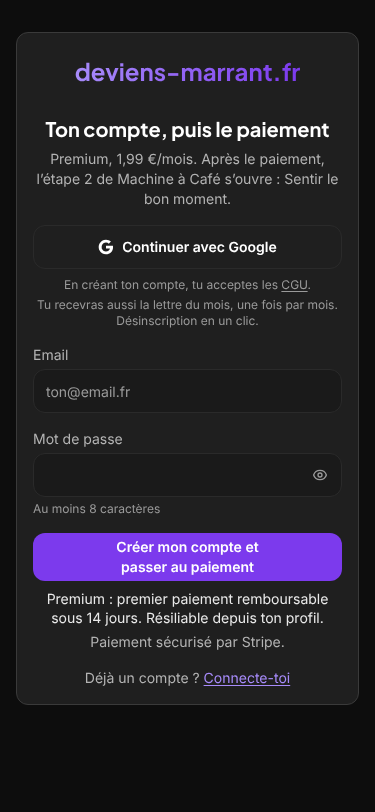 deviens-marrant.fr
Ton compte, puis le paiement
Premium, 1,99 €/mois. Après le paiement,
l’étape 2 de Machine à Café s’ouvre : Sentir le
bon moment.
Continuer avec Google
En créant ton compte, tu acceptes les CGU.
Tu recevras aussi la lettre du mois, une fois par mois.
Désinscription en un clic.
Email
ton@email.fr
Mot de passe
Au moins 8 caractères
Créer mon compte et
passer au paiement
Premium : premier paiement remboursable
sous 14 jours. Résiliable depuis ton profil.
Paiement sécurisé par Stripe.
Déjà un compte ? Connecte-toi